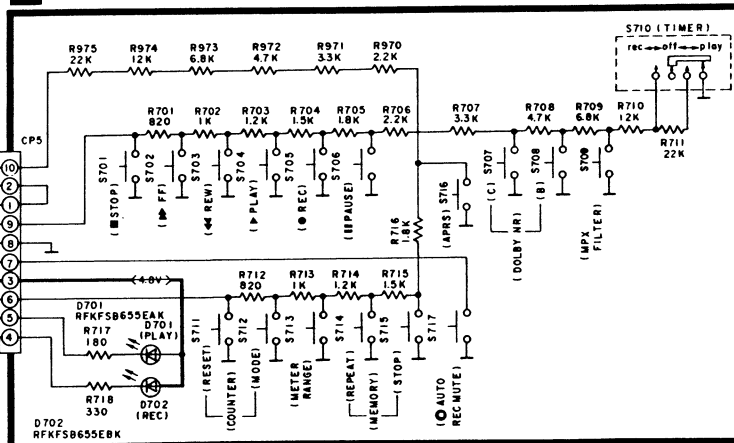 S710 (TIMER)
rec off play
R975 R974 R973 R972 R971 R970
22K 12K 6.8K 4.7K 3.3K 2.2K
R701 R702 R703 R704 R705 R706 R707 R708 R709 R710
820 1K 1.2K 1.5K 1.8K 2.2K 3.3K 4.7K 6.8K 12K
R711
22K
CP5
10
2
1
9
8
7
3
6
5
4
S701
(■STOP)
S702
(▶▶ FF)
S703
(◀◀ REW)
S704
(▶PLAY)
S705
(●REC)
S706
(❚❚PAUSE)
R716
1.8K
S716
(APRS)
S707
(C)
S708
(B)
(DOLBY NR)
S709
(MPX
FILTER)
(4.8V)
R712 R713 R714 R715
820 1K 1.2K 1.5K
D701
RFKFSB655EAK
D701
(PLAY)
R717
180
R718
330
D702
(REC)
D702
RFKFSB655EBK
S711
(RESET)
S712
(MODE)
(COUNTER)
S713
(METER
RANGE)
S714
(REPEAT)
S715
(STOP)
(MEMORY)
S717
(AUTO
REC MUTE)